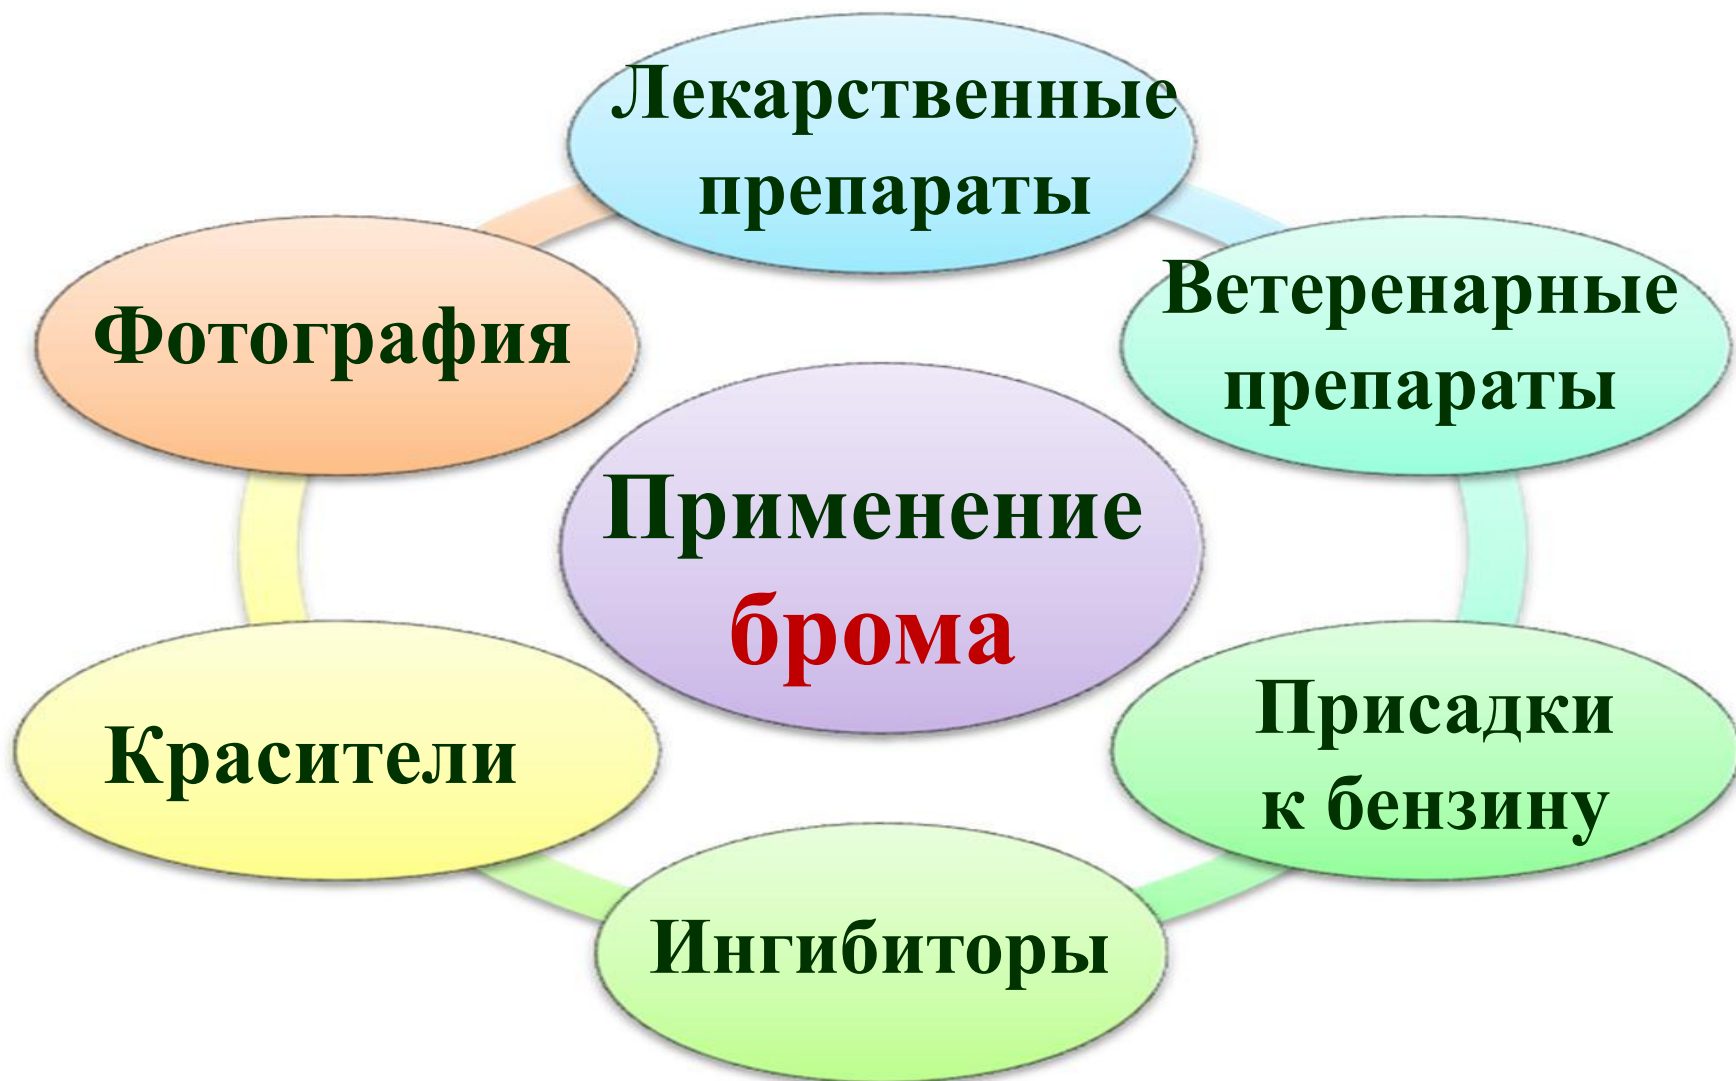 Лекарственные
препараты
Фотография
Ветеренарные
препараты
Применение
брома
Красители
Присадки
к бензину
Ингибиторы